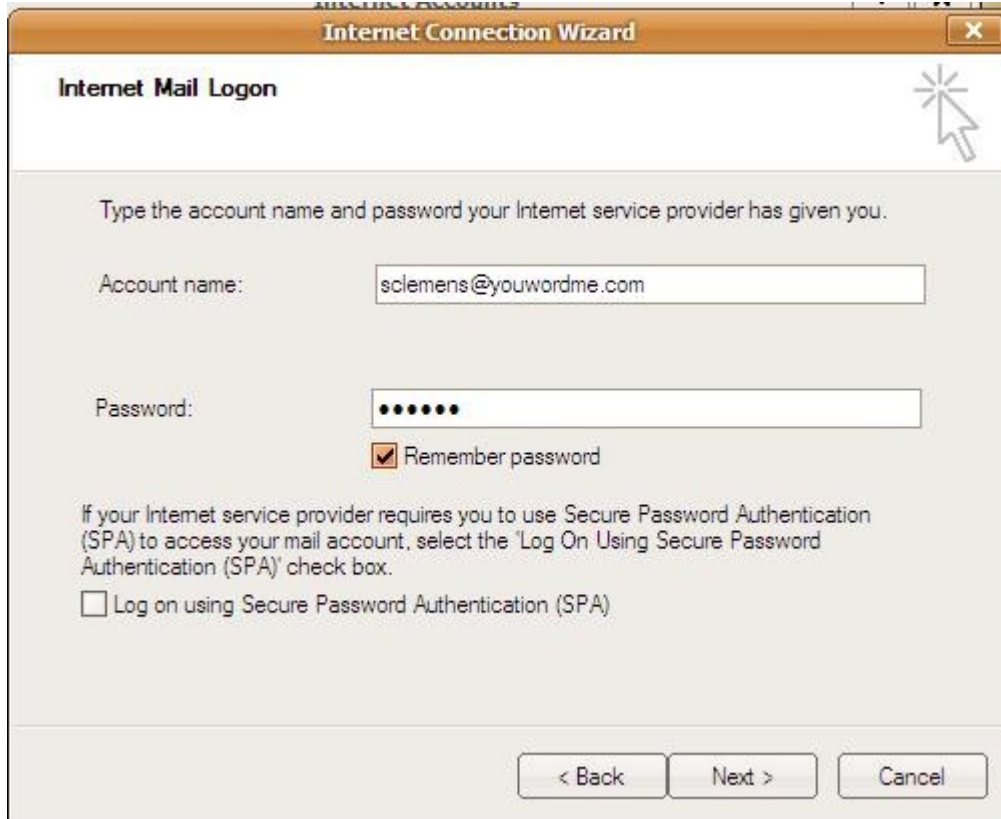 Internet Accounts
Internet Connection Wizard
Internet Mail Logon
Type the account name and password your Internet service provider has given you.
Account name: sclemens@youwordme.com
Password: ••••••
Remember password
If your Internet service provider requires you to use Secure Password Authentication
(SPA) to access your mail account, select the 'Log On Using Secure Password
Authentication (SPA)' check box.
Log on using Secure Password Authentication (SPA)
< Back Next > Cancel